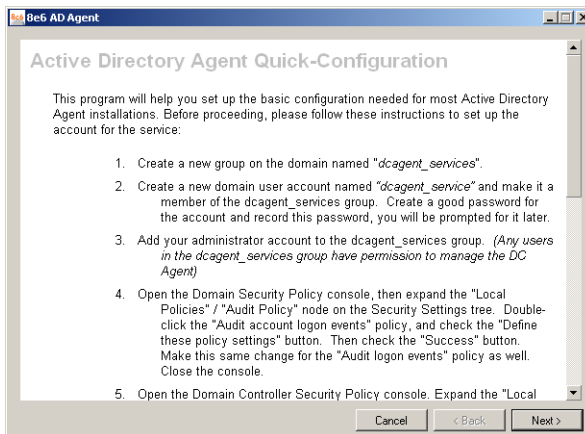 8e6 AD Agent
Active Directory Agent Quick-Configuration
This program will help you set up the basic configuration needed for most Active Directory
Agent installations. Before proceeding, please follow these instructions to set up the
account for the service:
1. Create a new group on the domain named "dcagent_services".
2. Create a new domain user account named "dcagent_service" and make it a
member of the dcagent_services group. Create a good password for
the account and record this password, you will be prompted for it later.
3. Add your administrator account to the dcagent_services group. (Any users
in the dcagent_services group have permission to manage the DC
Agent)
4. Open the Domain Security Policy console, then expand the "Local
Policies" / "Audit Policy" node on the Security Settings tree. Double-
click the "Audit account logon events" policy, and check the "Define
these policy settings" button. Then check the "Success" button.
Make this same change for the "Audit logon events" policy as well.
Close the console.
5. Open the Domain Controller Security Policy console. Expand the "Local
Cancel < Back Next >